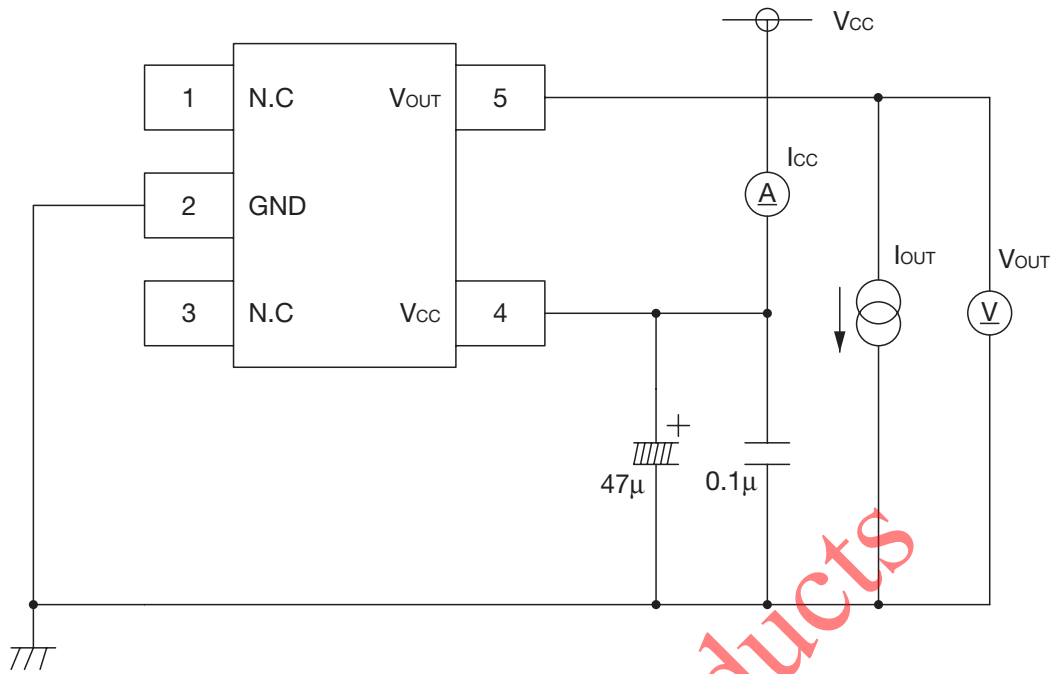 Vcc
1 N.C VOUT 5
Icc
A
2 GND
IOUT
VOUT
3 N.C Vcc 4
V
+
47μ
0.1μ
ducts